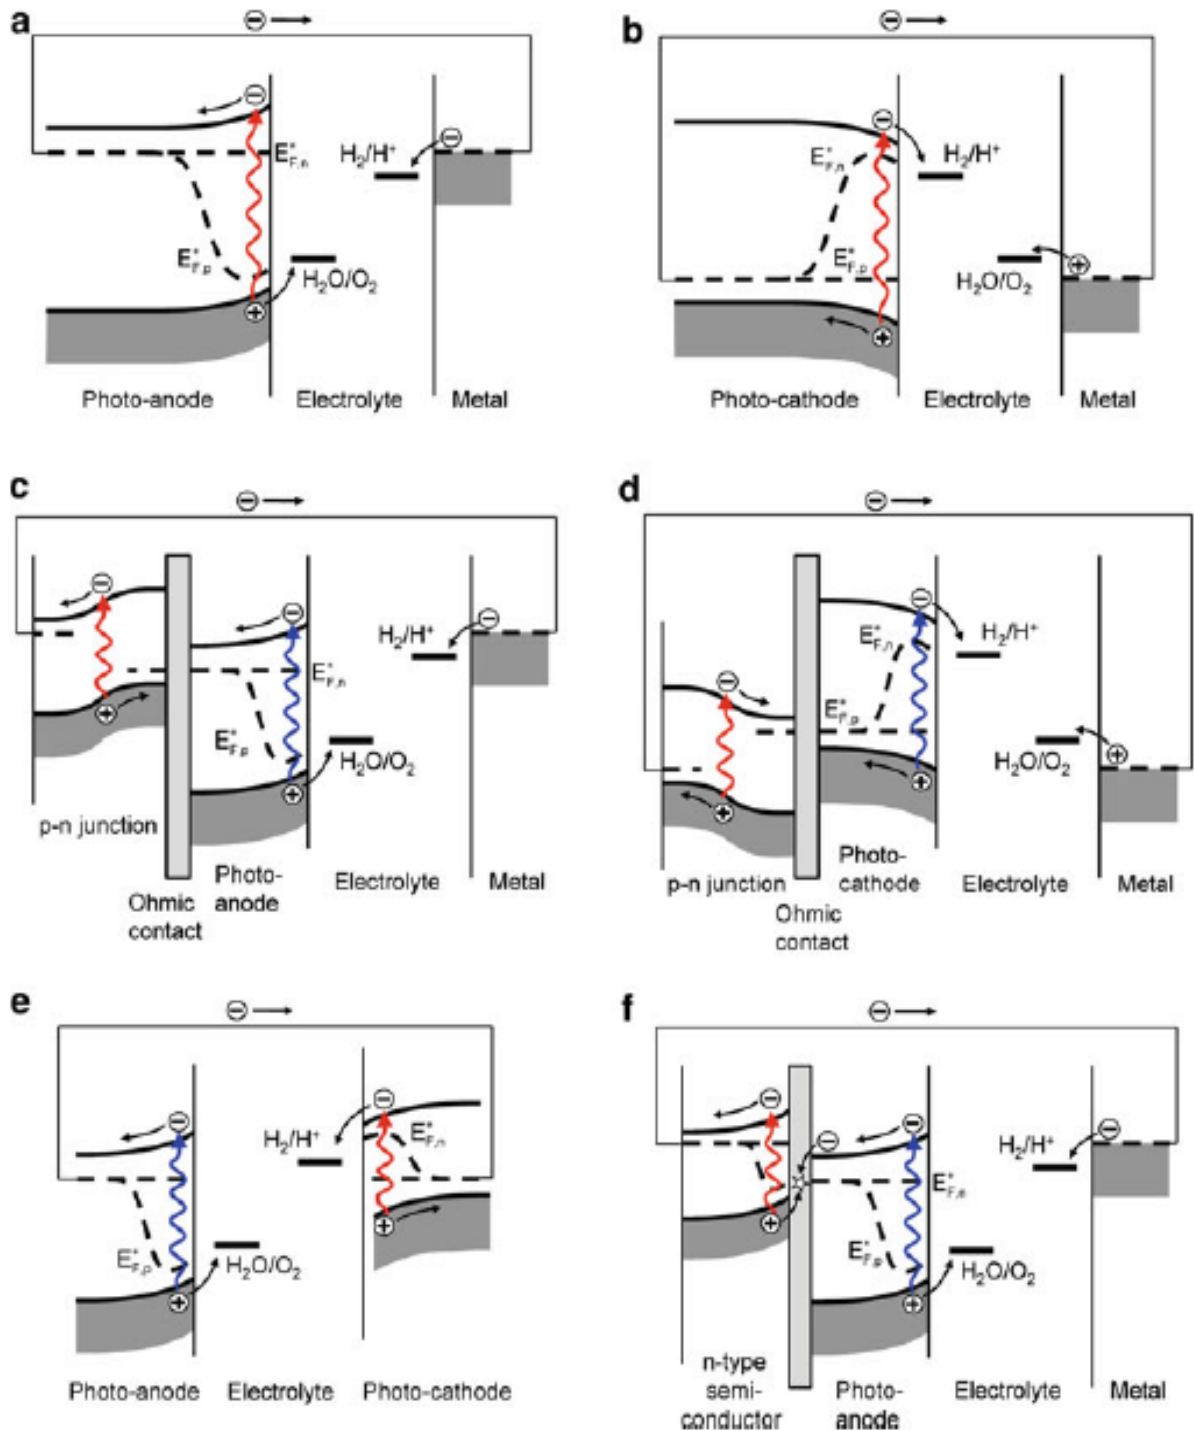 a
b
⊖→
⊖→
⊖
⊖
H₂/H⁺
⊖
E*F,n
E*F,p
H₂O/O₂
⊕
Photo-anode
Electrolyte
Metal
⊖
E*F,n
H₂/H⁺
E*F,p
H₂O/O₂
⊕
⊕
Photo-cathode
Electrolyte
Metal
c
d
⊖→
⊖→
⊖
⊖
H₂/H⁺
⊖
E*F,n
E*F,p
H₂O/O₂
⊕
⊕
p-n junction
Ohmic
contact
Photo-
anode
Electrolyte
Metal
⊖
⊖
E*F,n
H₂/H⁺
E*F,p
H₂O/O₂
⊕
⊕
⊕
p-n junction
Ohmic
contact
Photo-
cathode
Electrolyte
Metal
e
f
⊖→
⊖→
⊖
⊖
H₂/H⁺
E*F,n
E*F,p
H₂O/O₂
⊕
⊕
Photo-anode
Electrolyte
Photo-cathode
⊖
⊖
⊖
H₂/H⁺
⊖
E*F,n
E*F,p
H₂O/O₂
⊕
⊕
n-type
semi-
conductor
Photo-
anode
Electrolyte
Metal